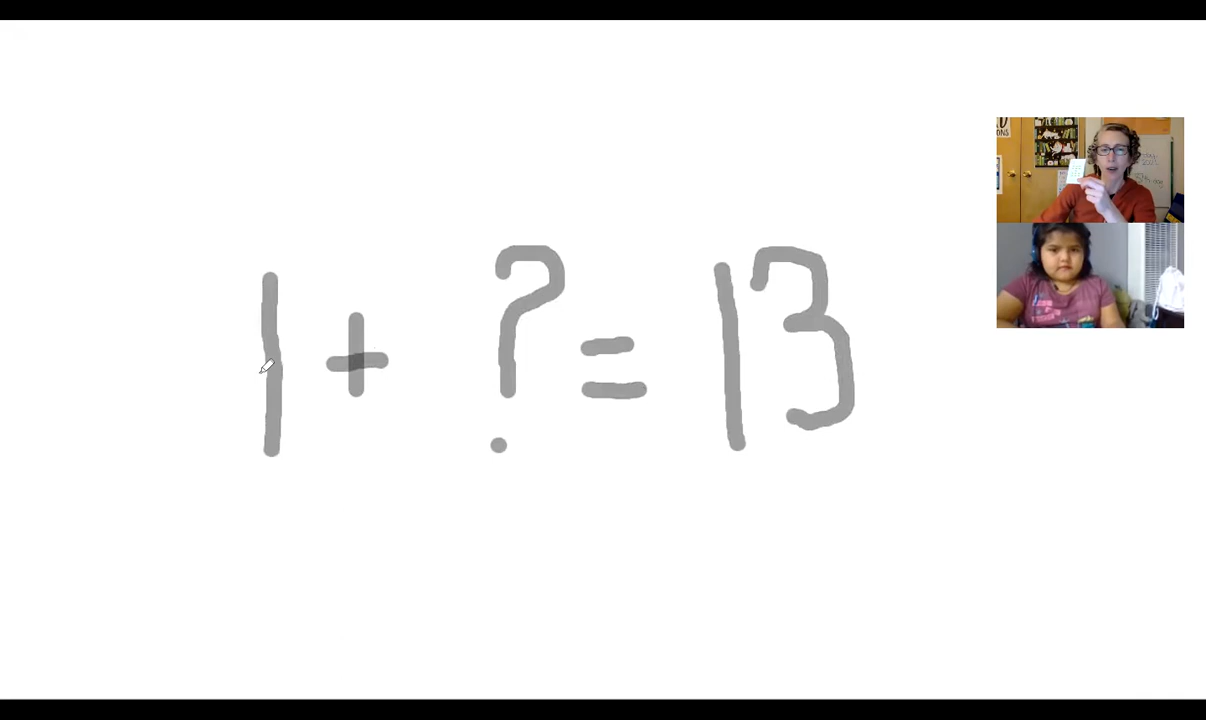 1 + ? = 13